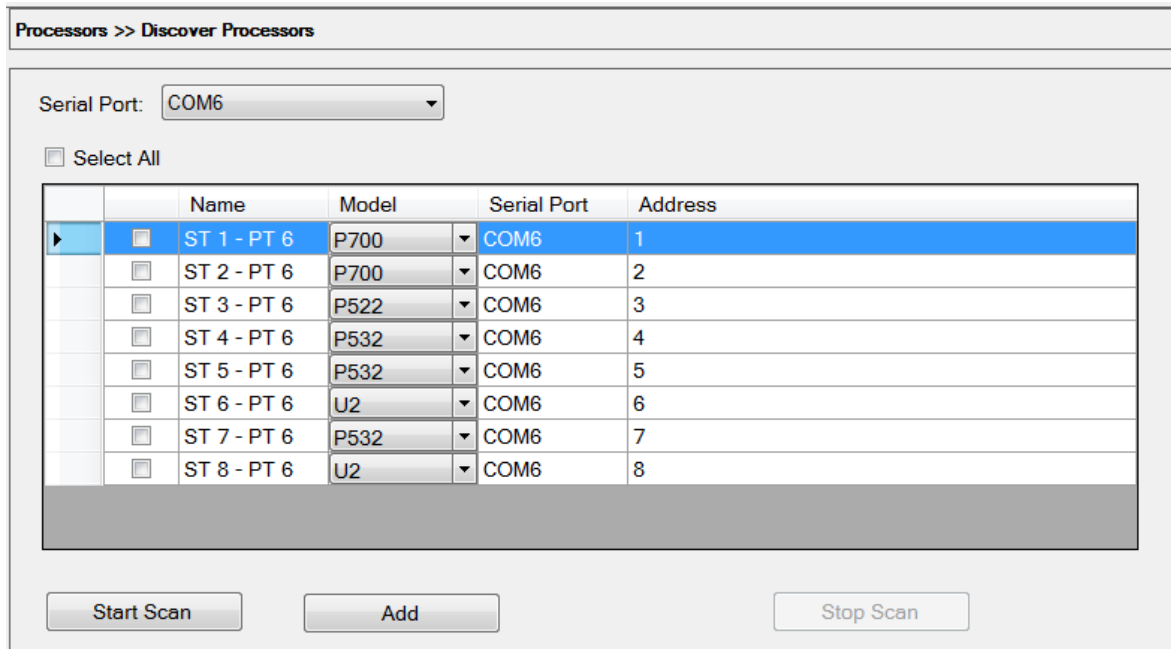 Processors >> Discover Processors
Serial Port: COM6
Select All
Name Model Serial Port Address
ST 1 - PT 6 P700 COM6 1
ST 2 - PT 6 P700 COM6 2
ST 3 - PT 6 P522 COM6 3
ST 4 - PT 6 P532 COM6 4
ST 5 - PT 6 P532 COM6 5
ST 6 - PT 6 U2 COM6 6
ST 7 - PT 6 P532 COM6 7
ST 8 - PT 6 U2 COM6 8
Start Scan Add Stop Scan